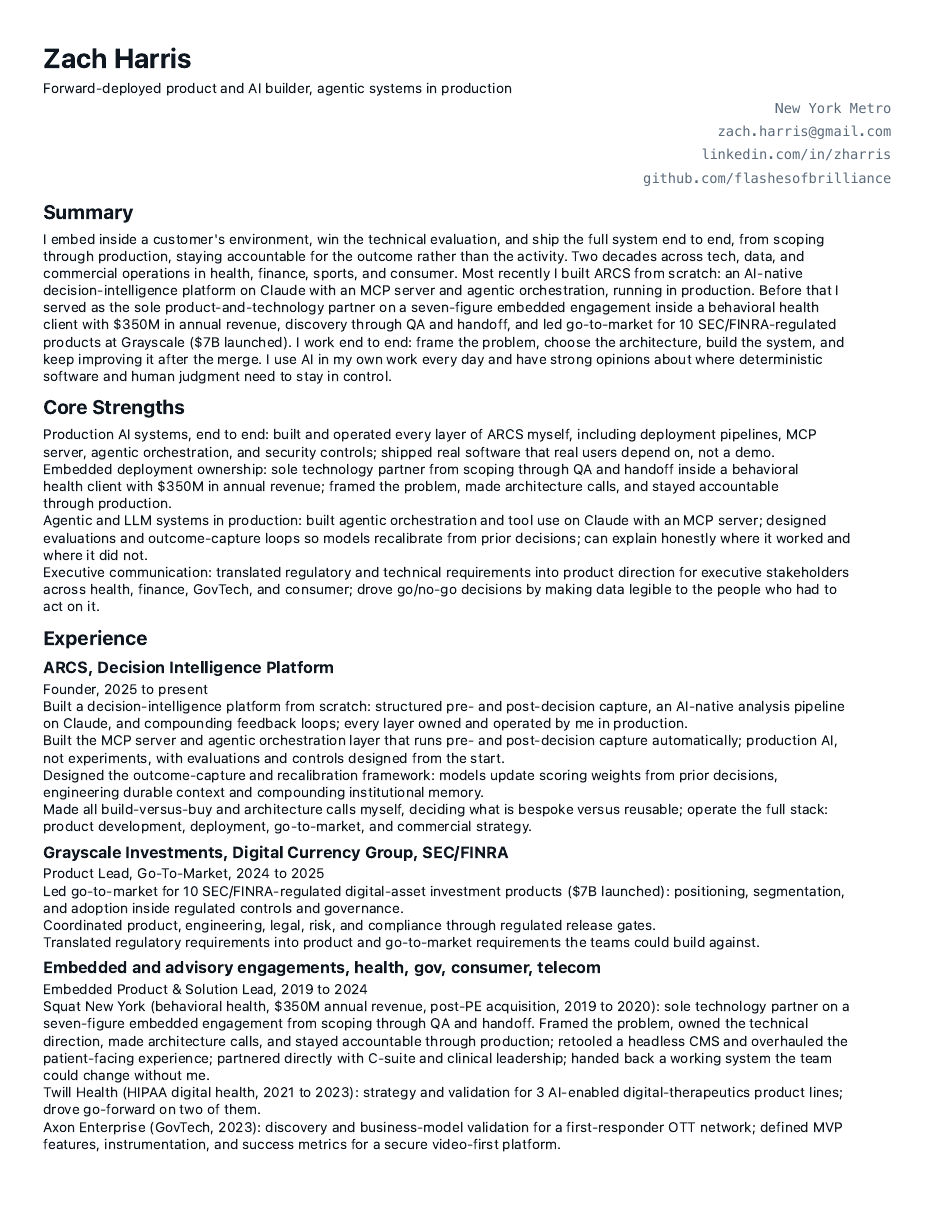 Zach Harris
Forward-deployed product and AI builder, agentic systems in production
New York Metro
zach.harris@gmail.com
linkedin.com/in/zharris
github.com/flashesofbrilliance
Summary
I embed inside a customer's environment, win the technical evaluation, and ship the full system end to end, from scoping
through production, staying accountable for the outcome rather than the activity. Two decades across tech, data, and
commercial operations in health, finance, sports, and consumer. Most recently I built ARCS from scratch: an AI-native
decision-intelligence platform on Claude with an MCP server and agentic orchestration, running in production. Before that I
served as the sole product-and-technology partner on a seven-figure embedded engagement inside a behavioral health
client with $350M in annual revenue, discovery through QA and handoff, and led go-to-market for 10 SEC/FINRA-regulated
products at Grayscale ($7B launched). I work end to end: frame the problem, choose the architecture, build the system, and
keep improving it after the merge. I use AI in my own work every day and have strong opinions about where deterministic
software and human judgment need to stay in control.
Core Strengths
Production AI systems, end to end: built and operated every layer of ARCS myself, including deployment pipelines, MCP
server, agentic orchestration, and security controls; shipped real software that real users depend on, not a demo.
Embedded deployment ownership: sole technology partner from scoping through QA and handoff inside a behavioral
health client with $350M in annual revenue; framed the problem, made architecture calls, and stayed accountable
through production.
Agentic and LLM systems in production: built agentic orchestration and tool use on Claude with an MCP server; designed
evaluations and outcome-capture loops so models recalibrate from prior decisions; can explain honestly where it worked and
where it did not.
Executive communication: translated regulatory and technical requirements into product direction for executive stakeholders
across health, finance, GovTech, and consumer; drove go/no-go decisions by making data legible to the people who had to
act on it.
Experience
ARCS, Decision Intelligence Platform
Founder, 2025 to present
Built a decision-intelligence platform from scratch: structured pre- and post-decision capture, an AI-native analysis pipeline
on Claude, and compounding feedback loops; every layer owned and operated by me in production.
Built the MCP server and agentic orchestration layer that runs pre- and post-decision capture automatically; production AI,
not experiments, with evaluations and controls designed from the start.
Designed the outcome-capture and recalibration framework: models update scoring weights from prior decisions,
engineering durable context and compounding institutional memory.
Made all build-versus-buy and architecture calls myself, deciding what is bespoke versus reusable; operate the full stack:
product development, deployment, go-to-market, and commercial strategy.
Grayscale Investments, Digital Currency Group, SEC/FINRA
Product Lead, Go-To-Market, 2024 to 2025
Led go-to-market for 10 SEC/FINRA-regulated digital-asset investment products ($7B launched): positioning, segmentation,
and adoption inside regulated controls and governance.
Coordinated product, engineering, legal, risk, and compliance through regulated release gates.
Translated regulatory requirements into product and go-to-market requirements the teams could build against.
Embedded and advisory engagements, health, gov, consumer, telecom
Embedded Product & Solution Lead, 2019 to 2024
Squat New York (behavioral health, $350M annual revenue, post-PE acquisition, 2019 to 2020): sole technology partner on a
seven-figure embedded engagement from scoping through QA and handoff. Framed the problem, owned the technical
direction, made architecture calls, and stayed accountable through production; retooled a headless CMS and overhauled the
patient-facing experience; partnered directly with C-suite and clinical leadership; handed back a working system the team
could change without me.
Twill Health (HIPAA digital health, 2021 to 2023): strategy and validation for 3 AI-enabled digital-therapeutics product lines;
drove go-forward on two of them.
Axon Enterprise (GovTech, 2023): discovery and business-model validation for a first-responder OTT network; defined MVP
features, instrumentation, and success metrics for a secure video-first platform.